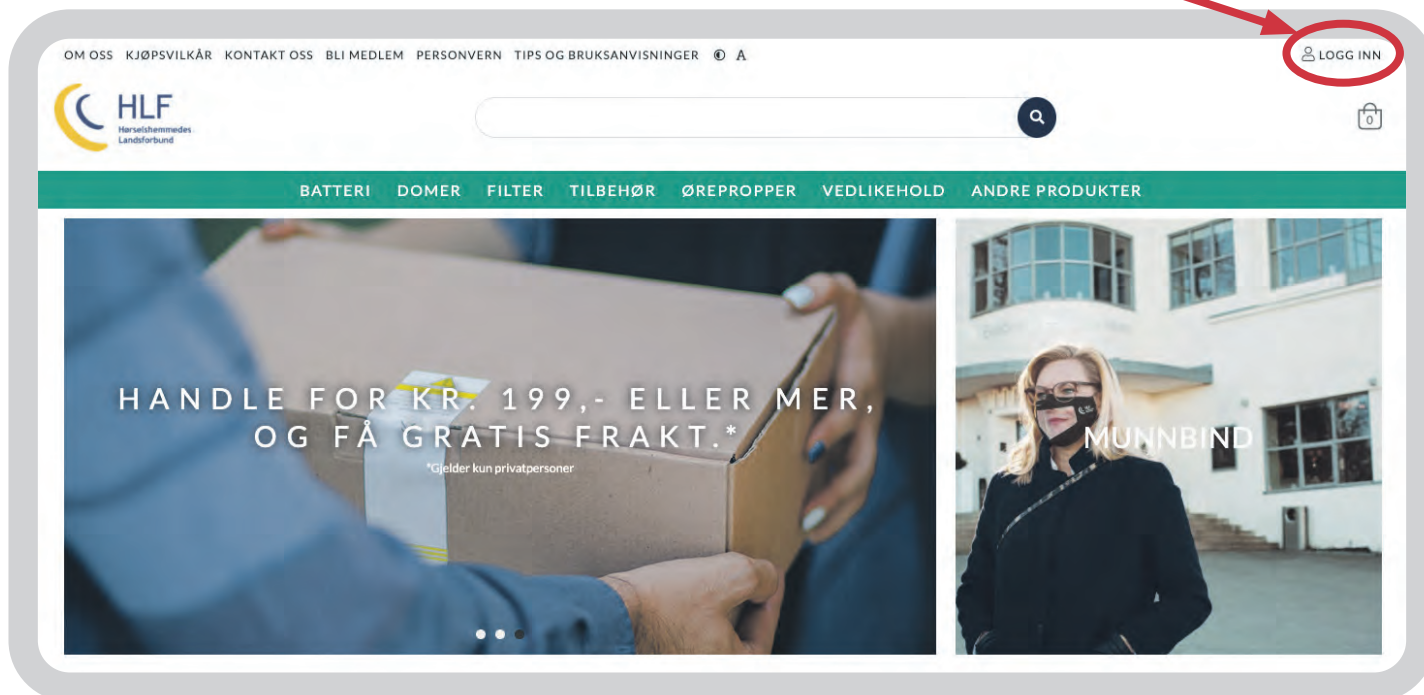 OM OSS KJØPSVILKÅR KONTAKT OSS BLI MEDLEM PERSONVERN TIPS OG BRUKSANVISNINGER A
LOGG INN
HLF
Hørselshemmedes
Landsforbund
0
BATTERI DOMER FILTER TILBEHØR ØREPROPPER VEDLIKEHOLD ANDRE PRODUKTER
HANDLE FOR KR. 199,- ELLER MER,
OG FÅ GRATIS FRAKT.*
*Gjelder kun privatpersoner
MUNNBIND